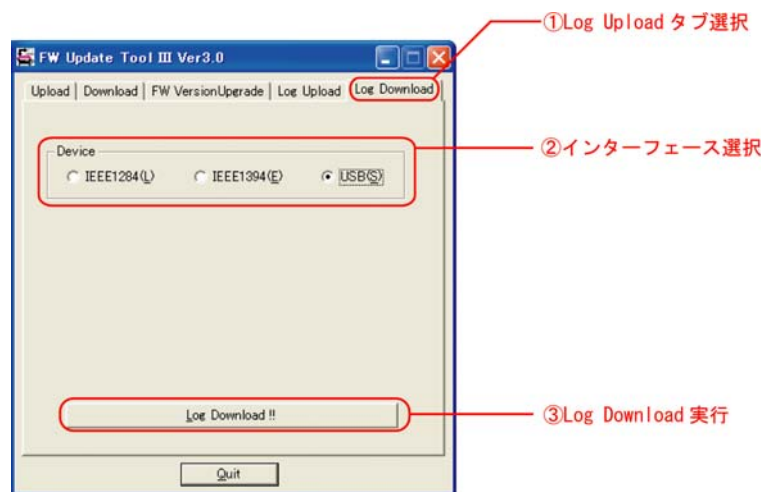 ①Log Upload タブ選択
FW Update Tool Ⅲ Ver3.0
Upload
Download
FW VersionUpgrade
Log Upload
Log Download
Device
②インターフェース選択
IEEE1284(L)
IEEE1394(E)
USB(S)
Log Download !!
③Log Download 実行
Quit